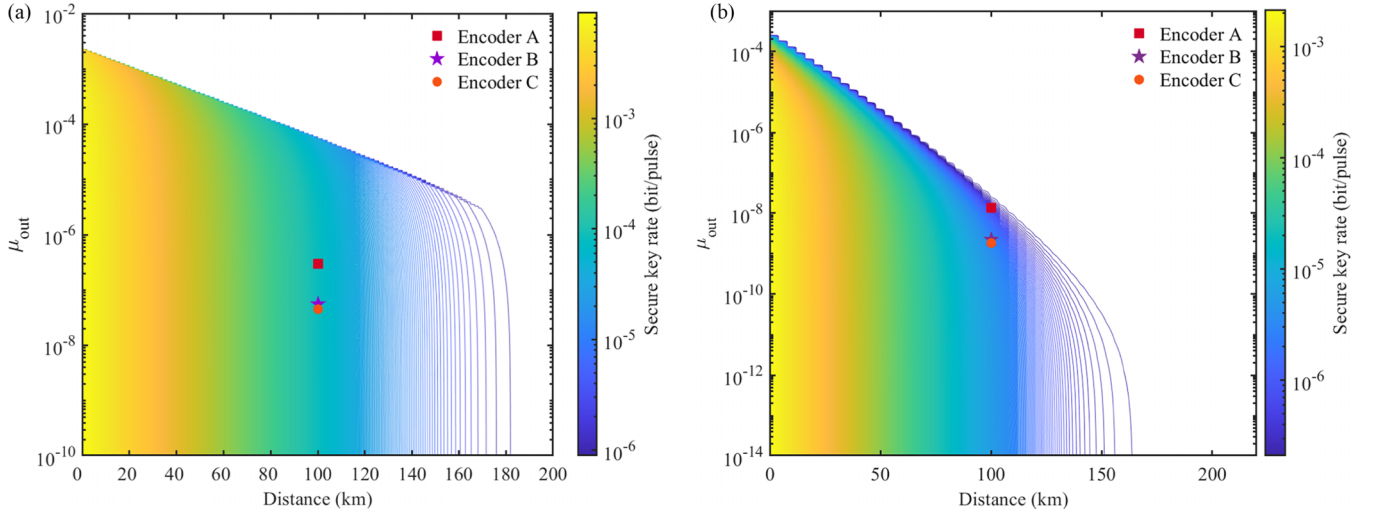 (a)
10^-2
10^-4
10^-6
10^-8
10^-10
μ_out
0 20 40 60 80 100 120 140 160 180 200
Distance (km)
Encoder A
Encoder B
Encoder C
10^-3
10^-4
10^-5
10^-6
Secure key rate (bit/pulse)
(b)
10^-4
10^-6
10^-8
10^-10
10^-12
10^-14
μ_out
0 50 100 150 200
Distance (km)
Encoder A
Encoder B
Encoder C
10^-3
10^-4
10^-5
10^-6
Secure key rate (bit/pulse)